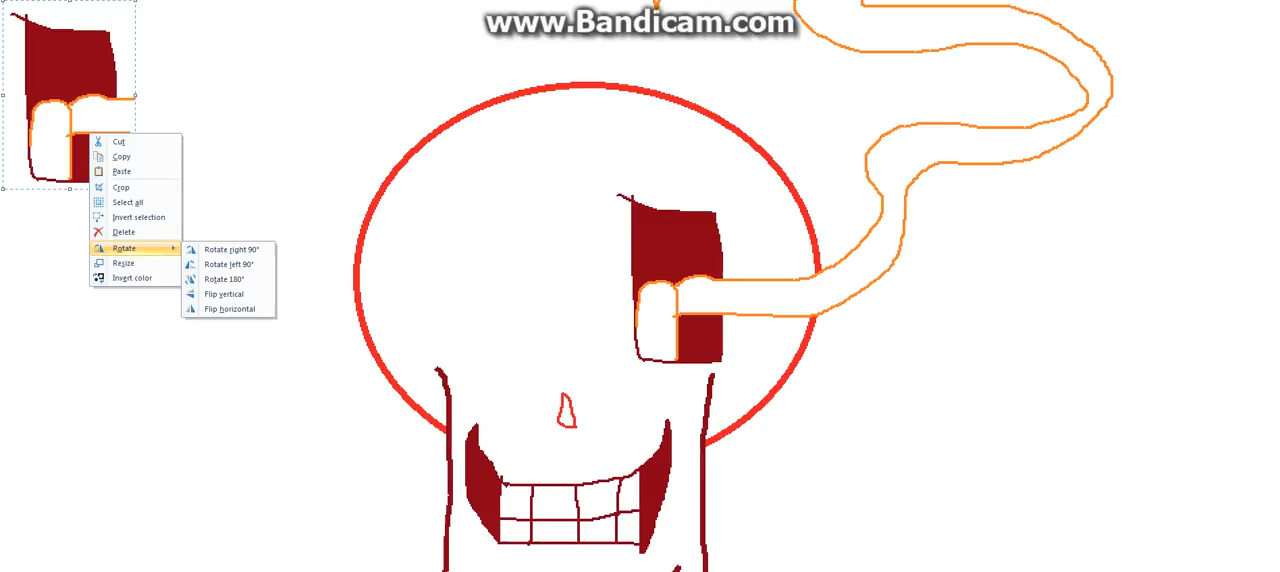 www.Bandicam.com
Cut
Copy
Paste
Crop
Select all
Invert selection
Delete
Rotate
Resize
Invert color
Rotate right 90°
Rotate left 90°
Rotate 180°
Flip vertical
Flip horizontal